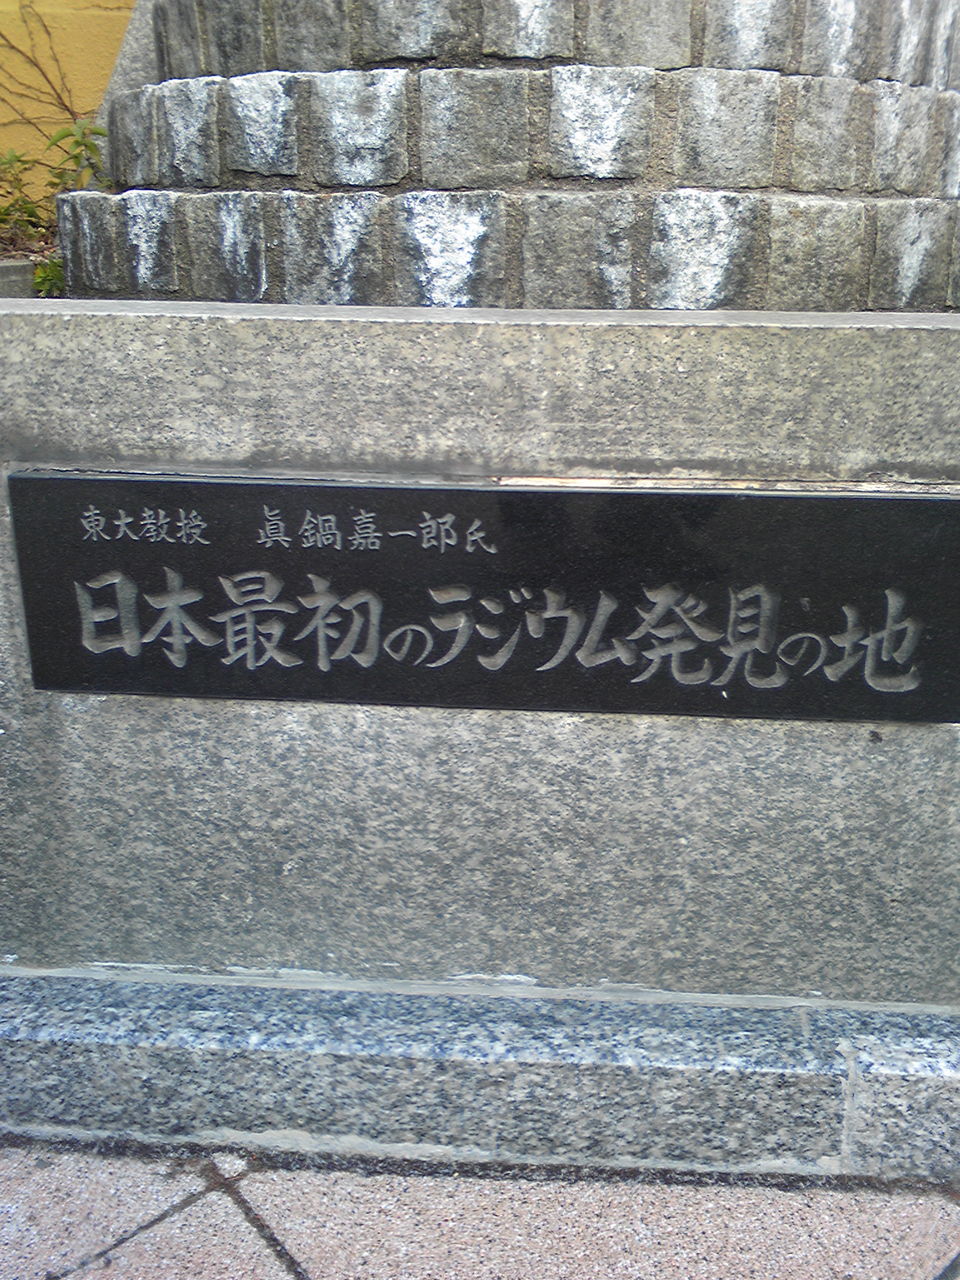 東大教授　眞鍋嘉一郎氏
日本最初のラジウム発見の地